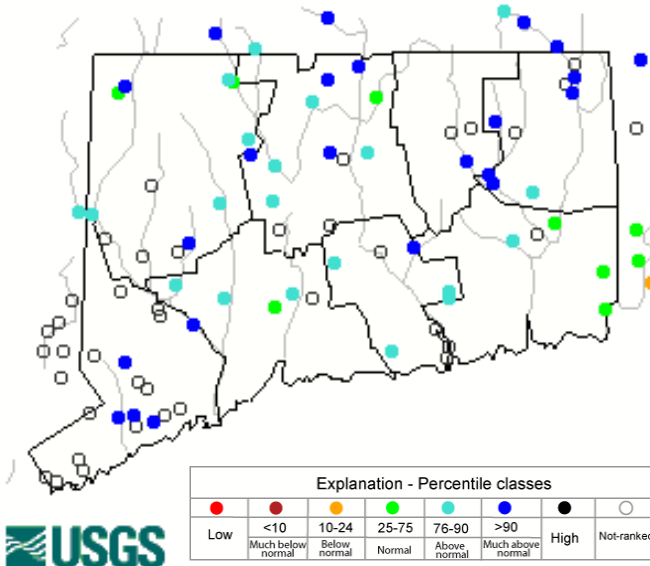 Explanation - Percentile classes
Low <10 10-24 25-75 76-90 >90 High Not-ranked
Much below normal Below normal Normal Above normal Much above normal
USGS